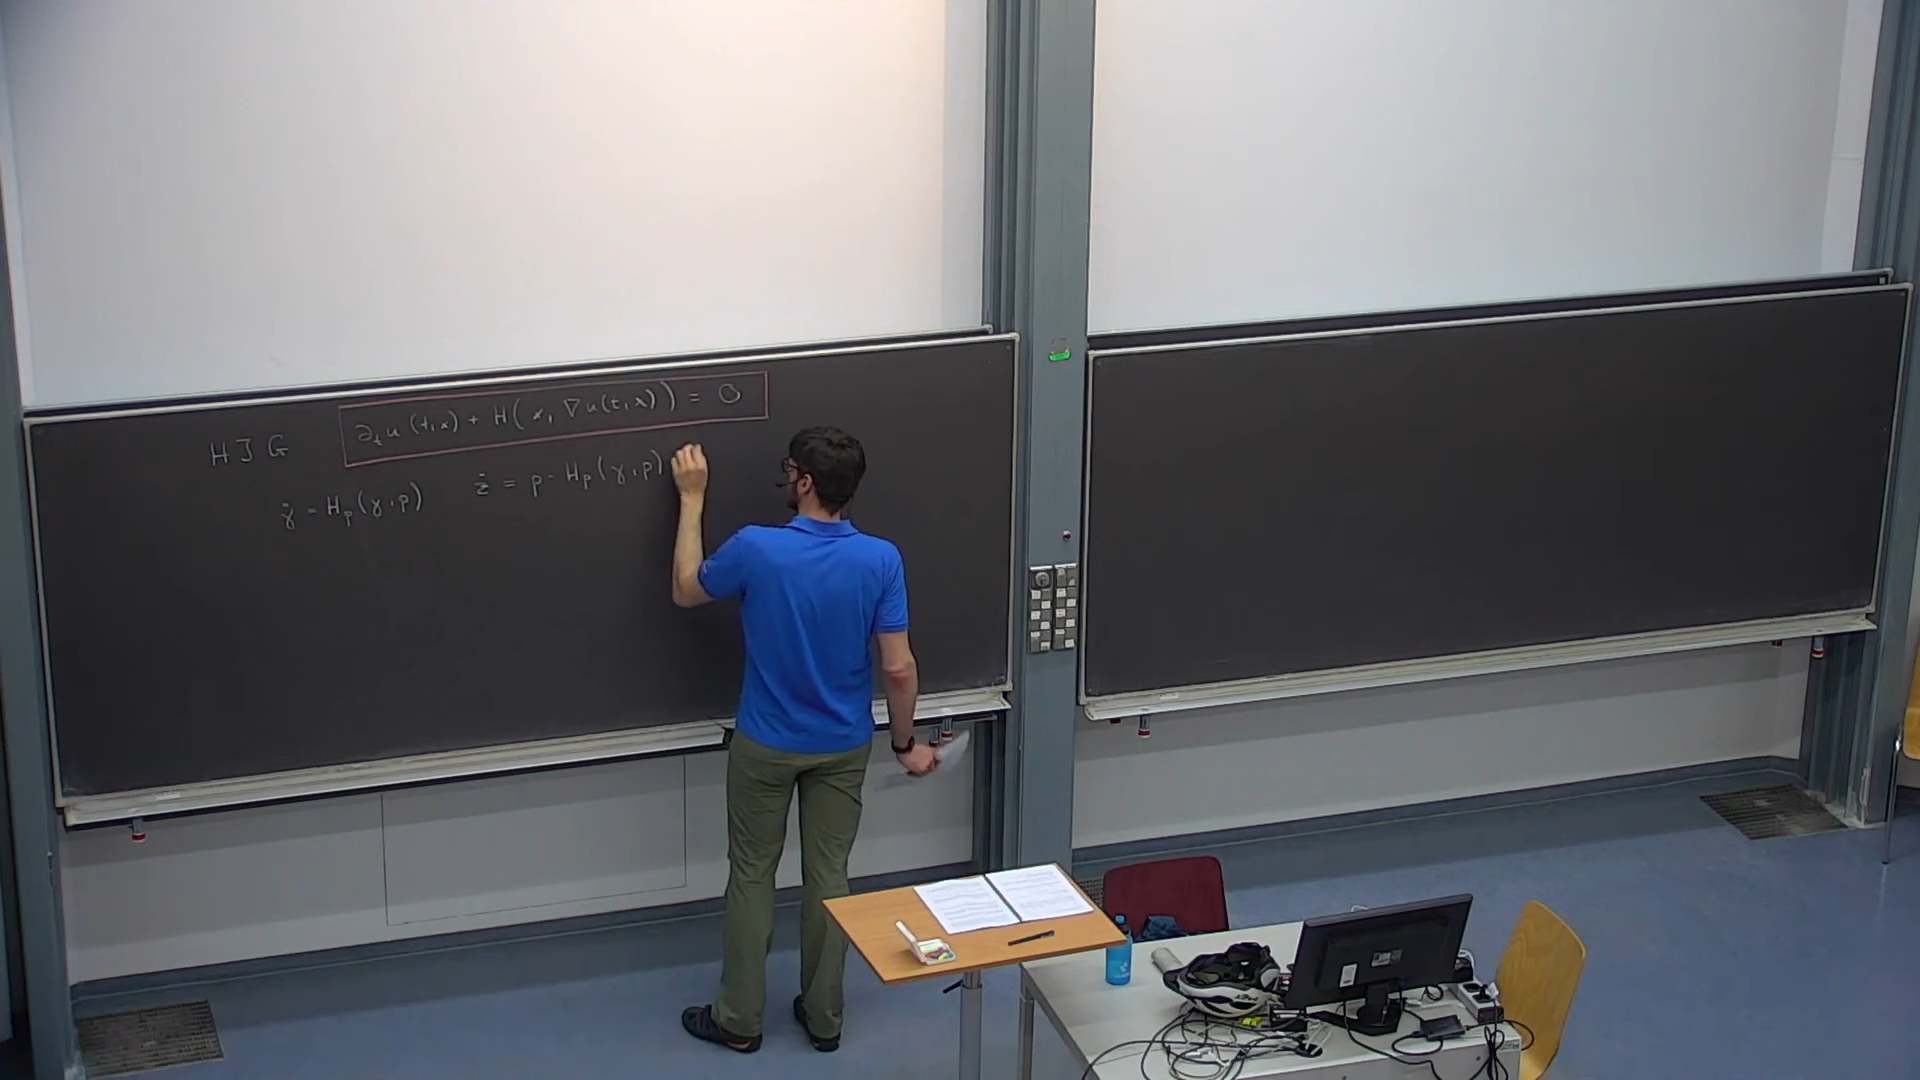 HJG ∂ₜu(t,x) + H(x, ∇u(t,x)) = 0
γ̇ = Hₚ(γ,p) ż = p · Hₚ(γ,p)